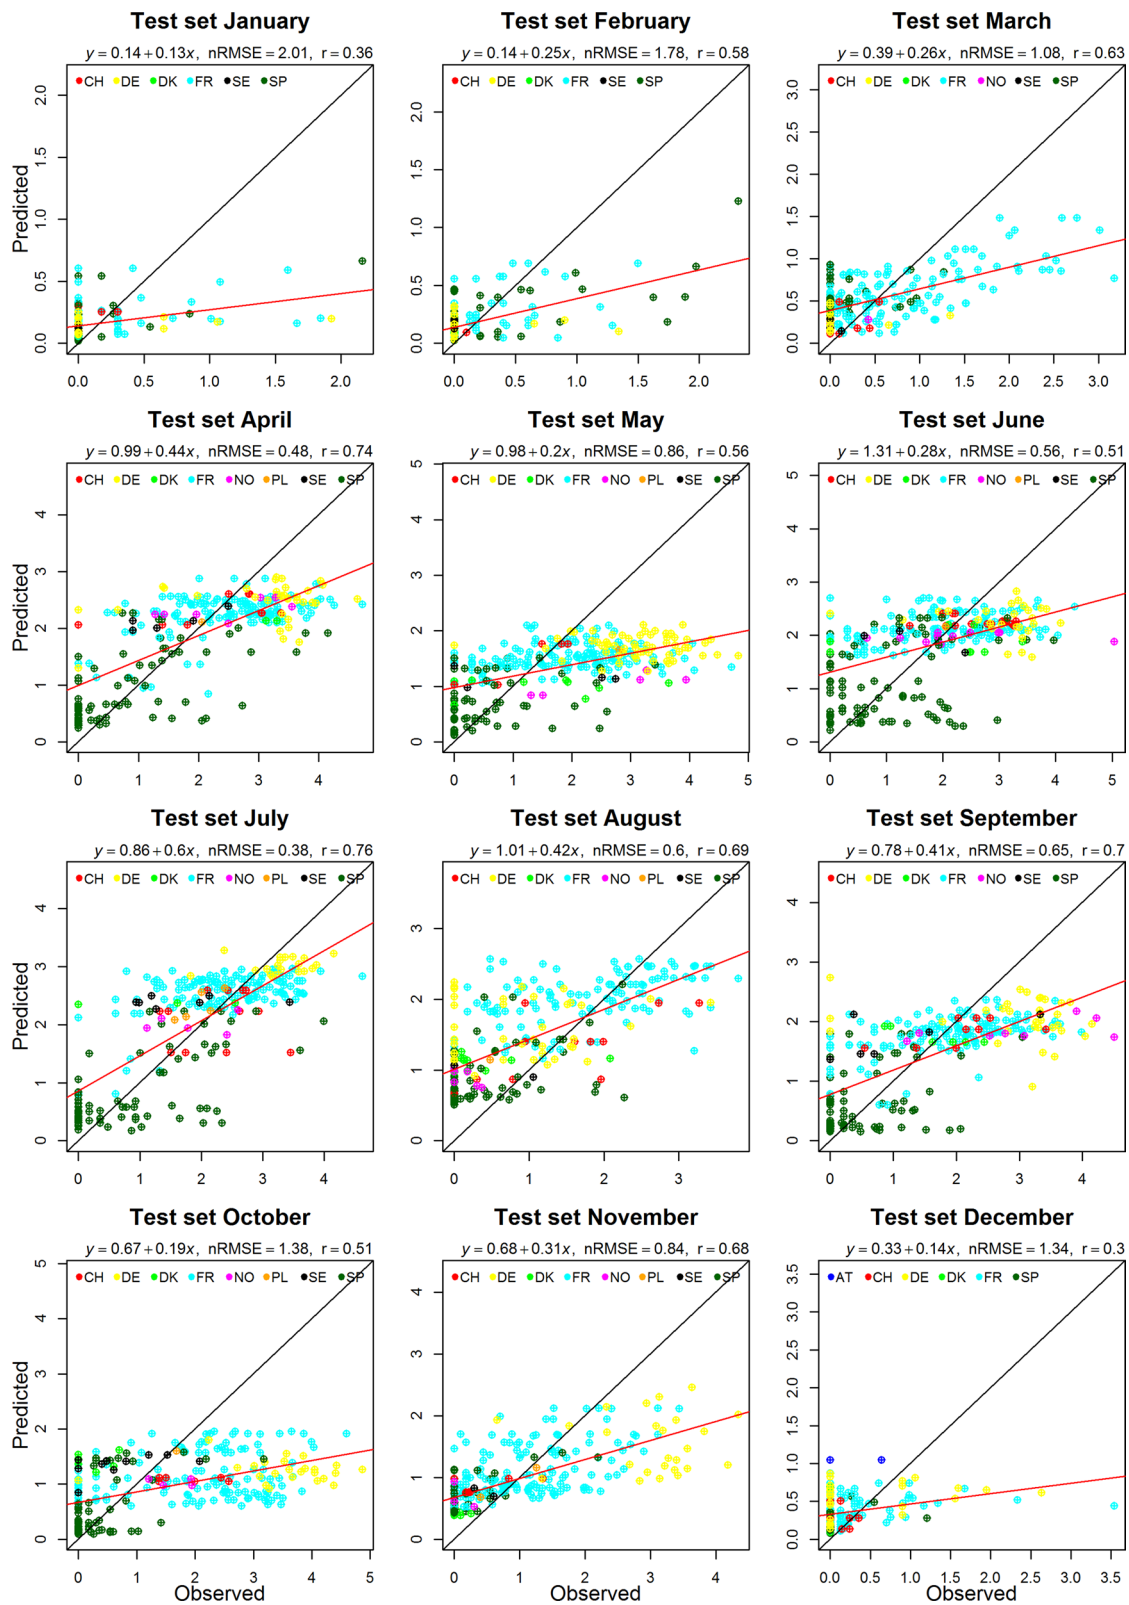 Test set January Test set February Test set March
y = 0.14 + 0.13x, nRMSE = 2.01, r = 0.36 y = 0.14 + 0.25x, nRMSE = 1.78, r = 0.58 y = 0.39 + 0.26x, nRMSE = 1.08, r = 0.63
CH DE DK FR SE SP CH DE DK FR SE SP CH DE DK FR NO SE SP
Predicted
0.0 0.5 1.0 1.5 2.0 0.0 0.5 1.0 1.5 2.0 0.0 0.5 1.0 1.5 2.0 2.5 3.0
0.0 0.5 1.0 1.5 2.0 0.0 0.5 1.0 1.5 2.0 0.0 0.5 1.0 1.5 2.0 2.5 3.0
Test set April Test set May Test set June
y = 0.99 + 0.44x, nRMSE = 0.48, r = 0.74 y = 0.98 + 0.2x, nRMSE = 0.86, r = 0.56 y = 1.31 + 0.28x, nRMSE = 0.56, r = 0.51
CH DE DK FR NO PL SE SP CH DE DK FR NO PL SE SP CH DE DK FR NO PL SE SP
Predicted
0 1 2 3 4 0 1 2 3 4 5 0 1 2 3 4 5
0 1 2 3 4 0 1 2 3 4 5 0 1 2 3 4 5
Test set July Test set August Test set September
y = 0.86 + 0.6x, nRMSE = 0.38, r = 0.76 y = 1.01 + 0.42x, nRMSE = 0.6, r = 0.69 y = 0.78 + 0.41x, nRMSE = 0.65, r = 0.7
CH DE DK FR NO PL SE SP CH DE DK FR NO PL SE SP CH DE DK FR NO SE SP
Predicted
0 1 2 3 4 0 1 2 3 0 1 2 3 4
0 1 2 3 4 0 1 2 3 0 1 2 3 4
Test set October Test set November Test set December
y = 0.67 + 0.19x, nRMSE = 1.38, r = 0.51 y = 0.68 + 0.31x, nRMSE = 0.84, r = 0.68 y = 0.33 + 0.14x, nRMSE = 1.34, r = 0.3
CH DE DK FR NO PL SE SP CH DE DK FR NO PL SE SP AT CH DE DK FR SP
Predicted
0 1 2 3 4 5 0 1 2 3 4 0.0 0.5 1.0 1.5 2.0 2.5 3.0 3.5
0 1 2 3 4 5 0 1 2 3 4 0.0 0.5 1.0 1.5 2.0 2.5 3.0 3.5
Observed Observed Observed